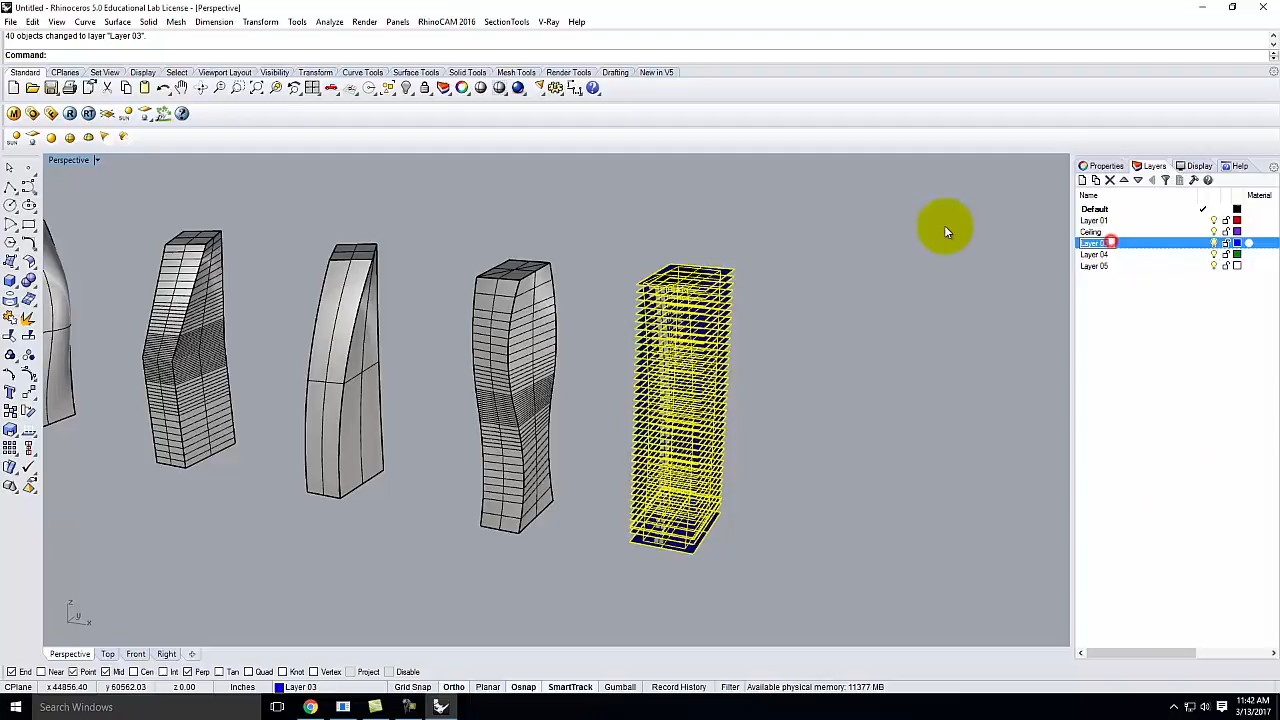 Untitled - Rhinoceros 5.0 Educational Lab License - [Perspective]
File Edit View Curve Surface Solid Mesh Dimension Transform Tools Analyze Render Panels RhinoCAM 2016 SectionTools V-Ray Help
40 objects changed to layer "Layer 03".
Command:
Standard CPlanes Set View Display Select Viewport Layout Visibility Transform Curve Tools Surface Tools Solid Tools Mesh Tools Render Tools Drafting New in V5
Perspective
Properties Layers Display Help
Name Material
Default
Layer 01
Ceiling
Layer
Layer 04
Layer 05
z
y
x
Perspective Top Front Right
End Near Point Mid Cen Int Perp Tan Quad Knot Vertex Project Disable
CPlane x 44856.40 y 60562.03 z 0.00 Inches Layer 03 Grid Snap Ortho Planar Osnap SmartTrack Gumball Record History Filter Available physical memory: 11377 MB
Search Windows
11:42 AM
3/13/2017